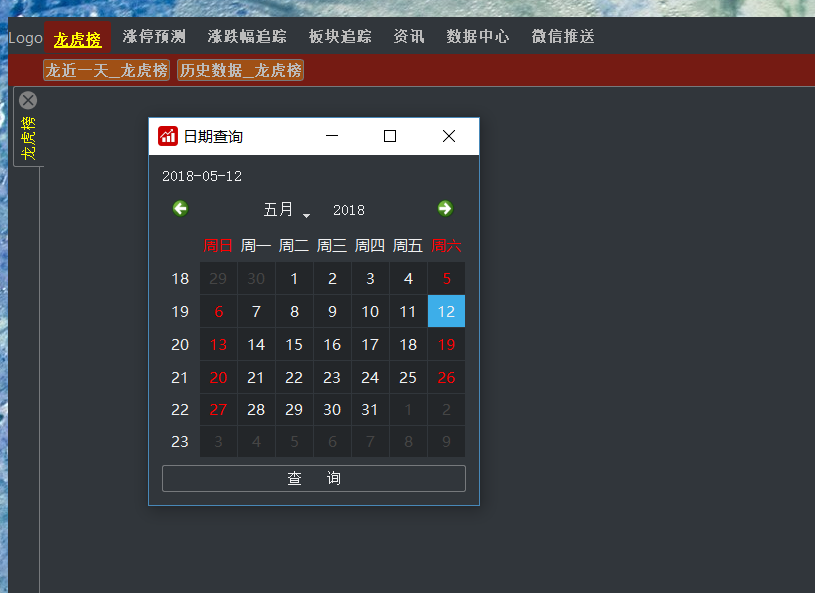 Logo 龙虎榜 涨停预测 涨跌幅追踪 板块追踪 资讯 数据中心 微信推送
龙近一天_龙虎榜 历史数据_龙虎榜
龙虎榜
日期查询
2018-05-12
五月 2018
周日 周一 周二 周三 周四 周五 周六
18 29 30 1 2 3 4 5
19 6 7 8 9 10 11 12
20 13 14 15 16 17 18 19
21 20 21 22 23 24 25 26
22 27 28 29 30 31 1 2
23 3 4 5 6 7 8 9
查 询